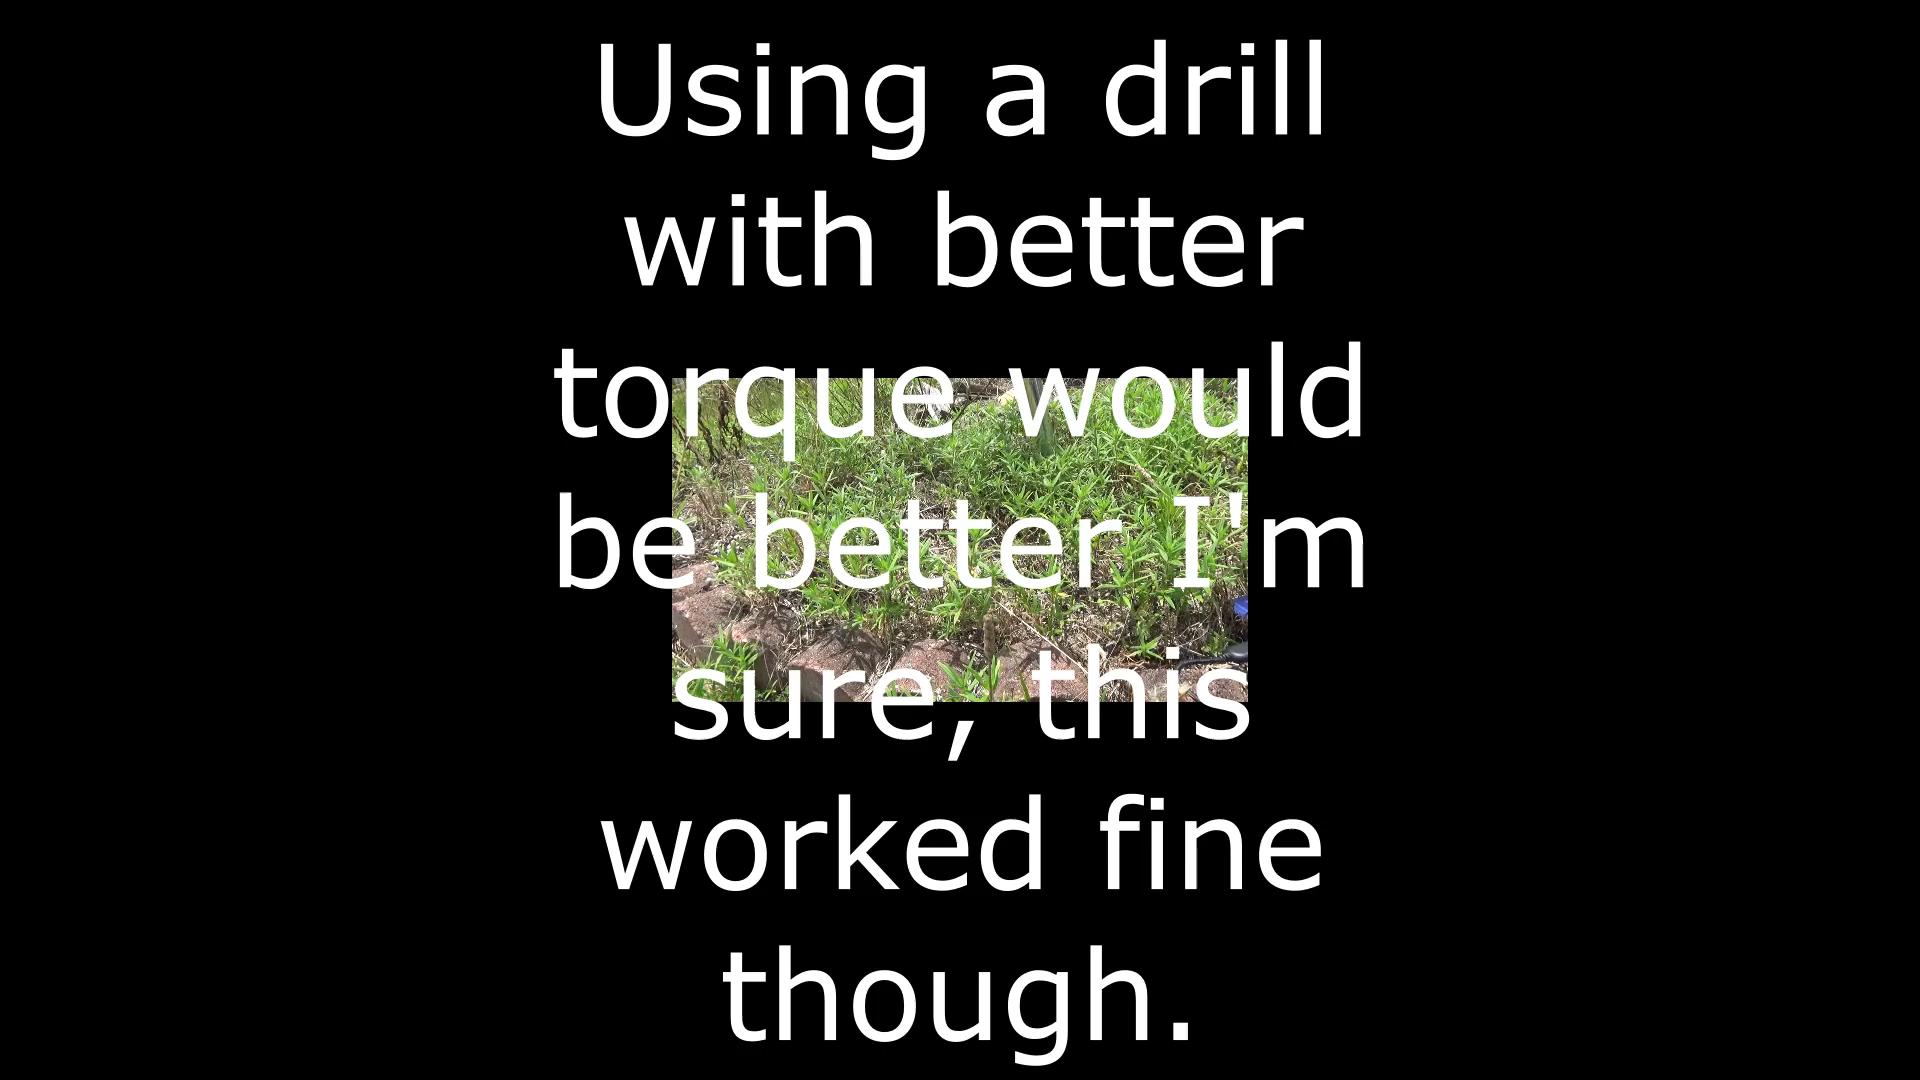 Using a drill
with better
torque would
be better I'm
sure, this
worked fine
though.